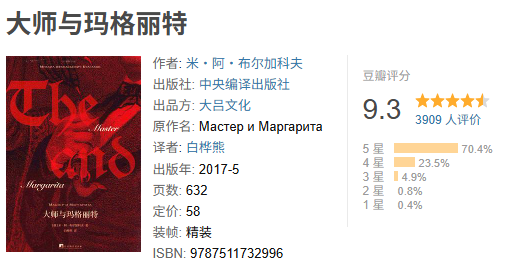 大师与玛格丽特
The
Master
and
Margarita
大师与玛格丽特
作者: 米·阿·布尔加科夫
出版社: 中央编译出版社
出品方: 大吕文化
原作名: Мастер и Маргарита
译者: 白桦熊
出版年: 2017-5
页数: 632
定价: 58
装帧: 精装
ISBN: 9787511732996
豆瓣评分
9.3
3909 人评价
5 星 70.4%
4 星 23.5%
3 星 4.9%
2 星 0.8%
1 星 0.4%